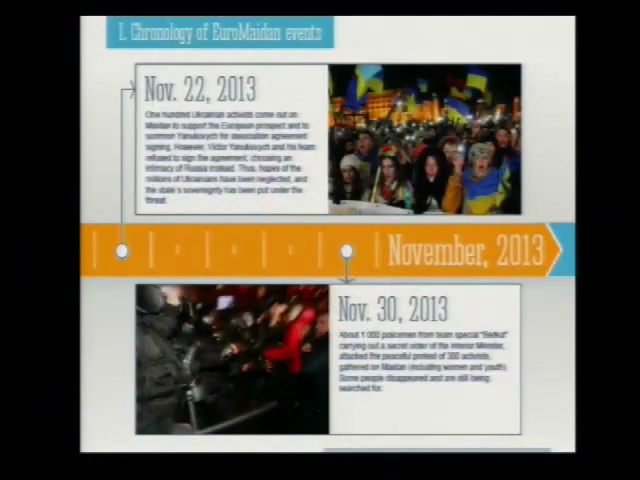 I. Chronology of EuroMaidan events
Nov. 22, 2013
One hundred Ukrainian activists come out on
Maidan to support the European prospect and to
summon Yanukovych for association agreement
signing. However, Victor Yanukovych and his team
refused to sign the agreement, choosing an
intimacy of Russia instead. Thus, hopes of the
millions of Ukrainians have been neglected, and
the state`s sovereignty has been put under the
threat.
November, 2013
Nov. 30, 2013
About 1 000 policemen from team special "Berkut"
carrying out a secret order of the Interior Minister,
attacked the peaceful protest of 300 activists,
gathered on Maidan (including women and youth).
Some people disappeared and are still being
searched for.